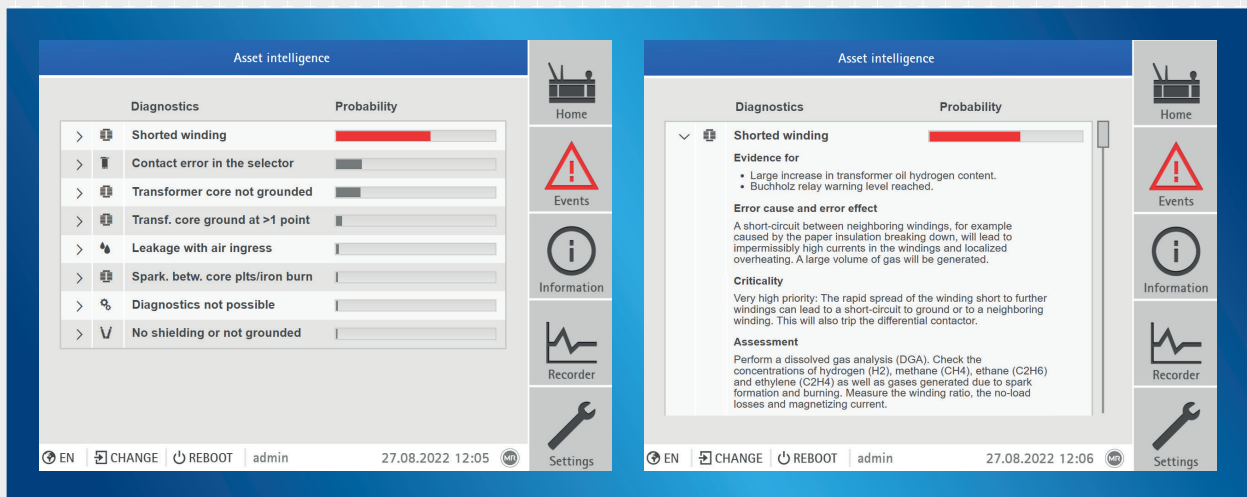 Asset intelligence
Diagnostics Probability
Shorted winding
Contact error in the selector
Transformer core not grounded
Transf. core ground at >1 point
Leakage with air ingress
Spark. betw. core plts/iron burn
Diagnostics not possible
No shielding or not grounded
Home
Events
Information
Recorder
Settings
EN CHANGE REBOOT admin 27.08.2022 12:05 MR
Asset intelligence
Diagnostics Probability
Shorted winding
Evidence for
• Large increase in transformer oil hydrogen content.
• Buchholz relay warning level reached.
Error cause and error effect
A short-circuit between neighboring windings, for example
caused by the paper insulation breaking down, will lead to
impermissibly high currents in the windings and localized
overheating. A large volume of gas will be generated.
Criticality
Very high priority: The rapid spread of the winding short to further
windings can lead to a short-circuit to ground or to a neighboring
winding. This will also trip the differential contactor.
Assessment
Perform a dissolved gas analysis (DGA). Check the
concentrations of hydrogen (H2), methane (CH4), ethane (C2H6)
and ethylene (C2H4) as well as gases generated due to spark
formation and burning. Measure the winding ratio, the no-load
losses and magnetizing current.
Home
Events
Information
Recorder
Settings
EN CHANGE REBOOT admin 27.08.2022 12:06 MR